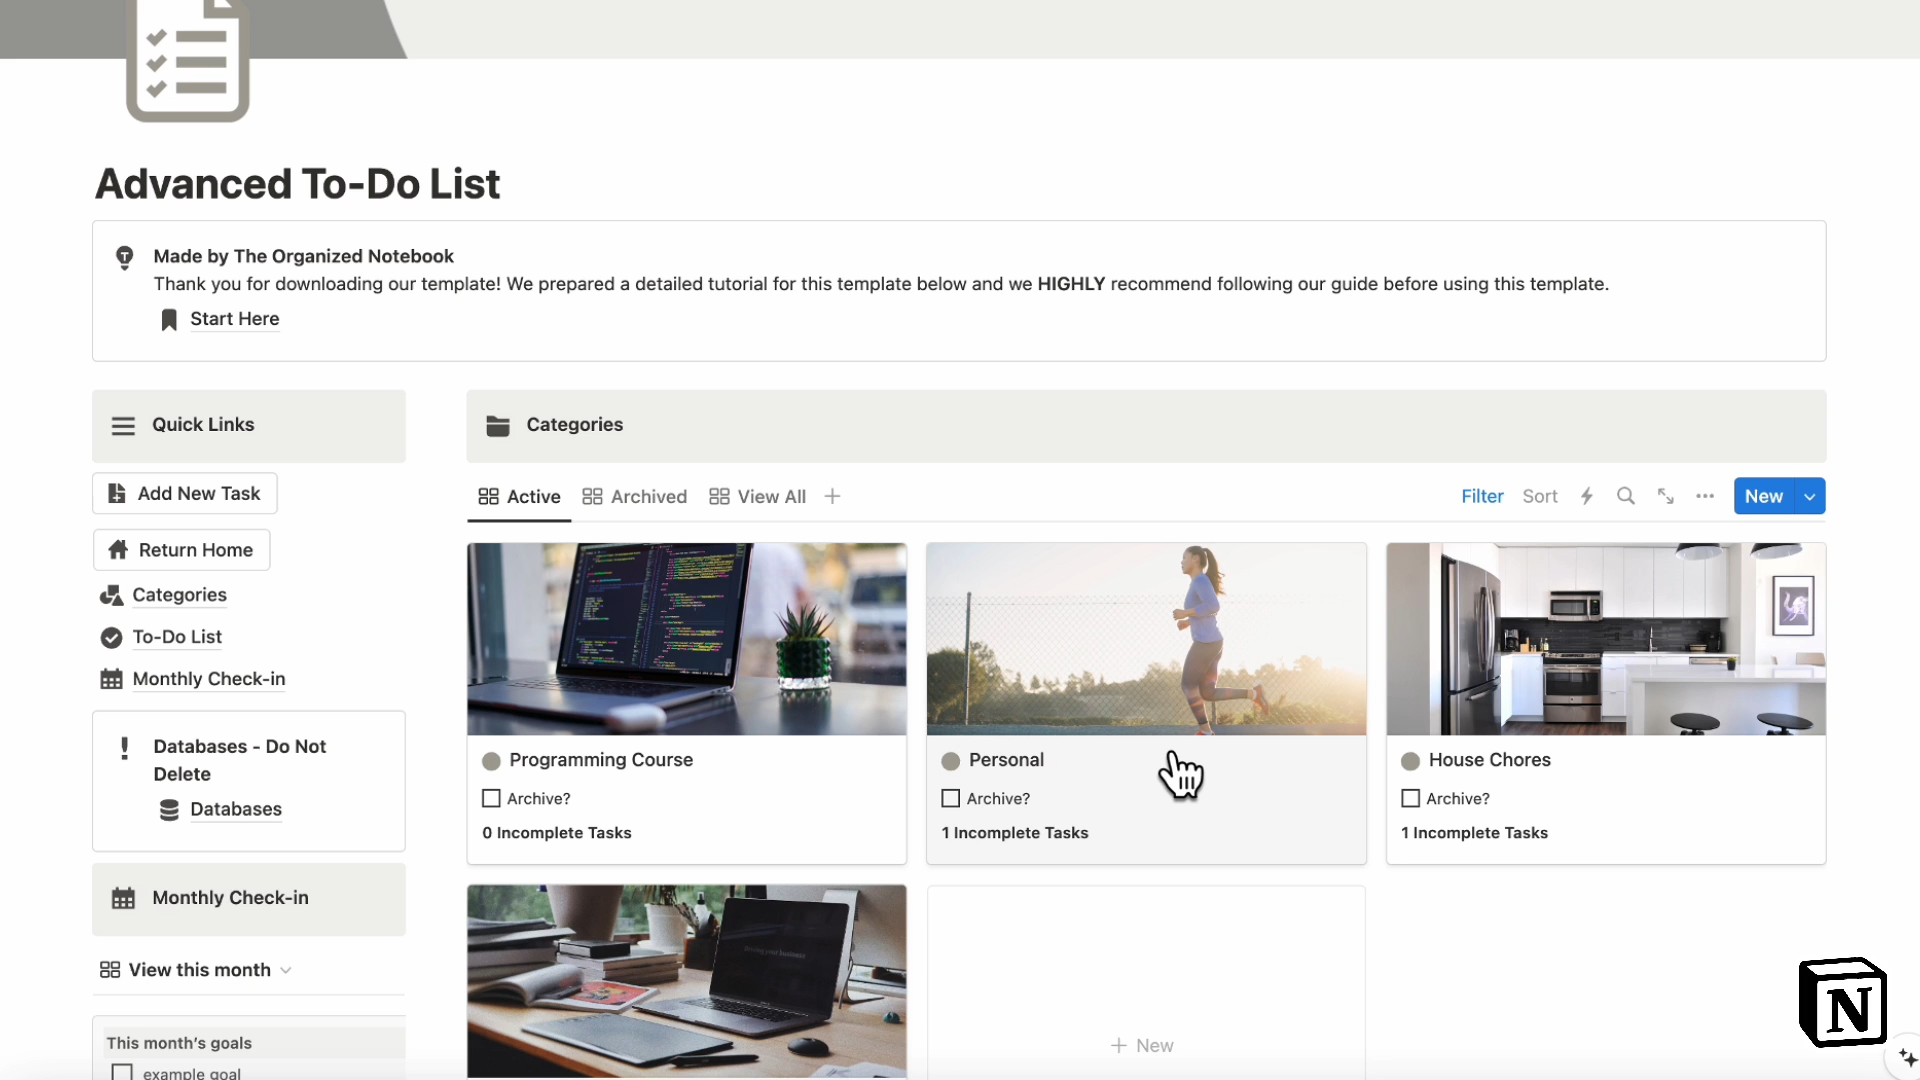 Advanced To-Do List
Made by The Organized Notebook
Thank you for downloading our template! We prepared a detailed tutorial for this template below and we HIGHLY recommend following our guide before using this template.
Start Here
Quick Links
Add New Task
Return Home
Categories
To-Do List
Monthly Check-in
Databases - Do Not
Delete
Databases
Monthly Check-in
View this month
This month's goals
example goal
Categories
Active
Archived
View All
Filter
Sort
New
Programming Course
Archive?
0 Incomplete Tasks
Personal
Archive?
1 Incomplete Tasks
House Chores
Archive?
1 Incomplete Tasks
+ New
N